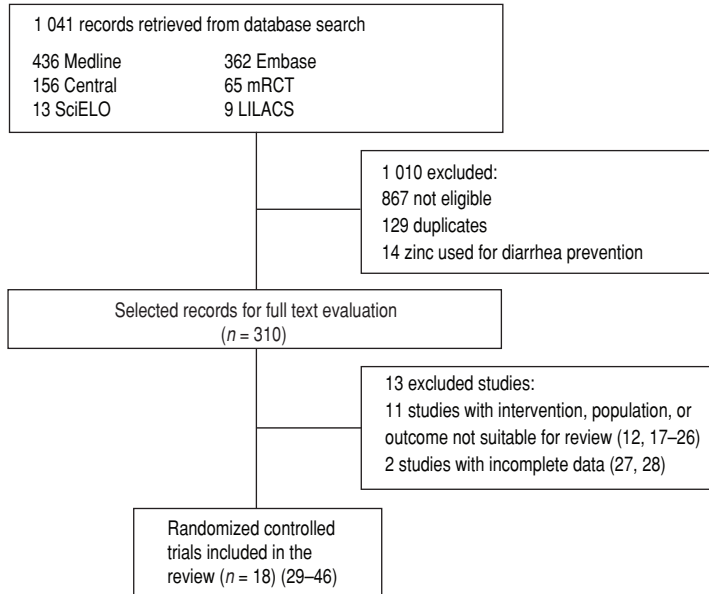 1 041 records retrieved from database search
436 Medline 362 Embase
156 Central 65 mRCT
13 SciELO 9 LILACS
1 010 excluded:
867 not eligible
129 duplicates
14 zinc used for diarrhea prevention
Selected records for full text evaluation
(n = 310)
13 excluded studies:
11 studies with intervention, population, or
outcome not suitable for review (12, 17–26)
2 studies with incomplete data (27, 28)
Randomized controlled
trials included in the
review (n = 18) (29–46)